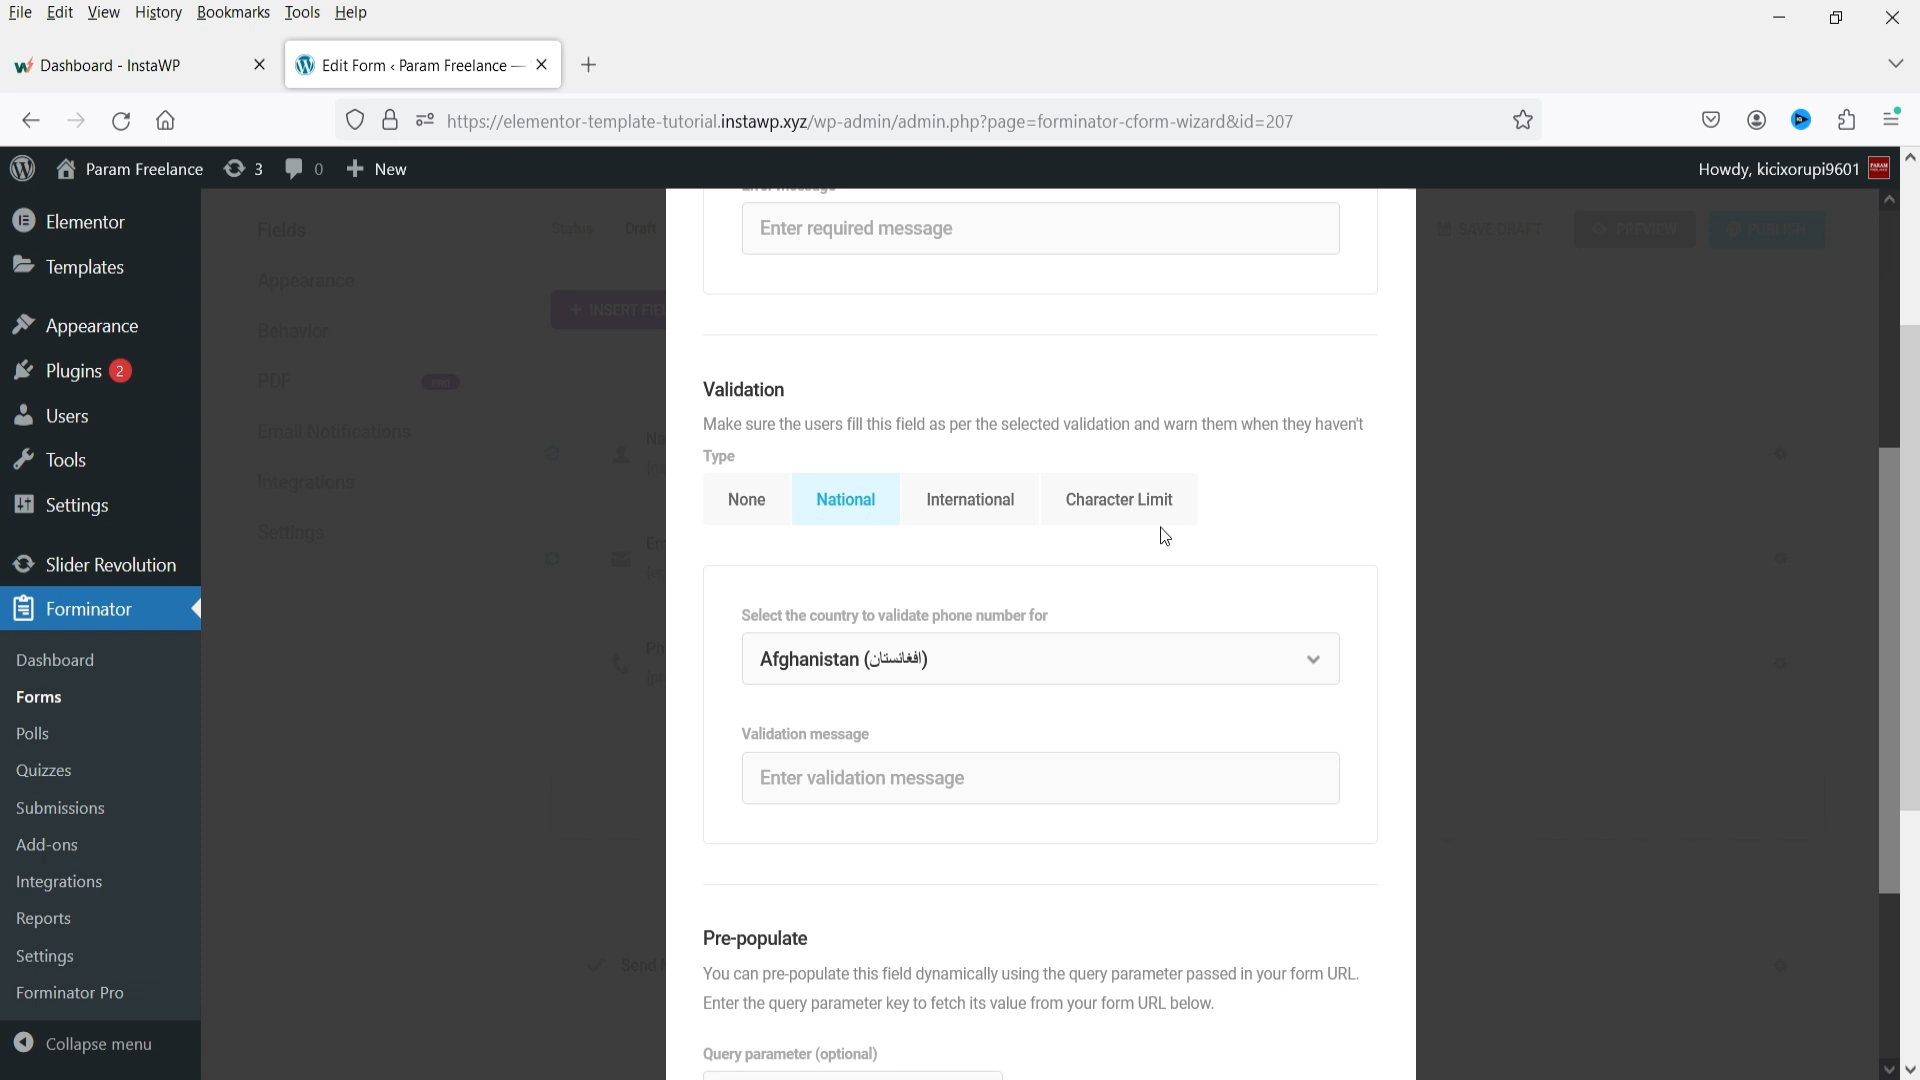 File Edit View History Bookmarks Tools Help
Dashboard - InstaWP
Edit Form ‹ Param Freelance —
https://elementor-template-tutorial.instawp.xyz/wp-admin/admin.php?page=forminator-cform-wizard&id=207
Param Freelance 3 0 New
Howdy, kicixorupi9601
Elementor
Templates
Appearance
Plugins 2
Users
Tools
Settings
Slider Revolution
Forminator
Dashboard
Forms
Polls
Quizzes
Submissions
Add-ons
Integrations
Reports
Settings
Forminator Pro
Collapse menu
Fields
Appearance
Behavior
PDF PRO
Email Notifications
Integrations
Settings
Status Draft
SAVE DRAFT PREVIEW PUBLISH
INSERT
Send
Enter required message
Validation
Make sure the users fill this field as per the selected validation and warn them when they haven't
Type
None National International Character Limit
Select the country to validate phone number for
Afghanistan (افغانستان)
Validation message
Enter validation message
Pre-populate
You can pre-populate this field dynamically using the query parameter passed in your form URL.
Enter the query parameter key to fetch its value from your form URL below.
Query parameter (optional)